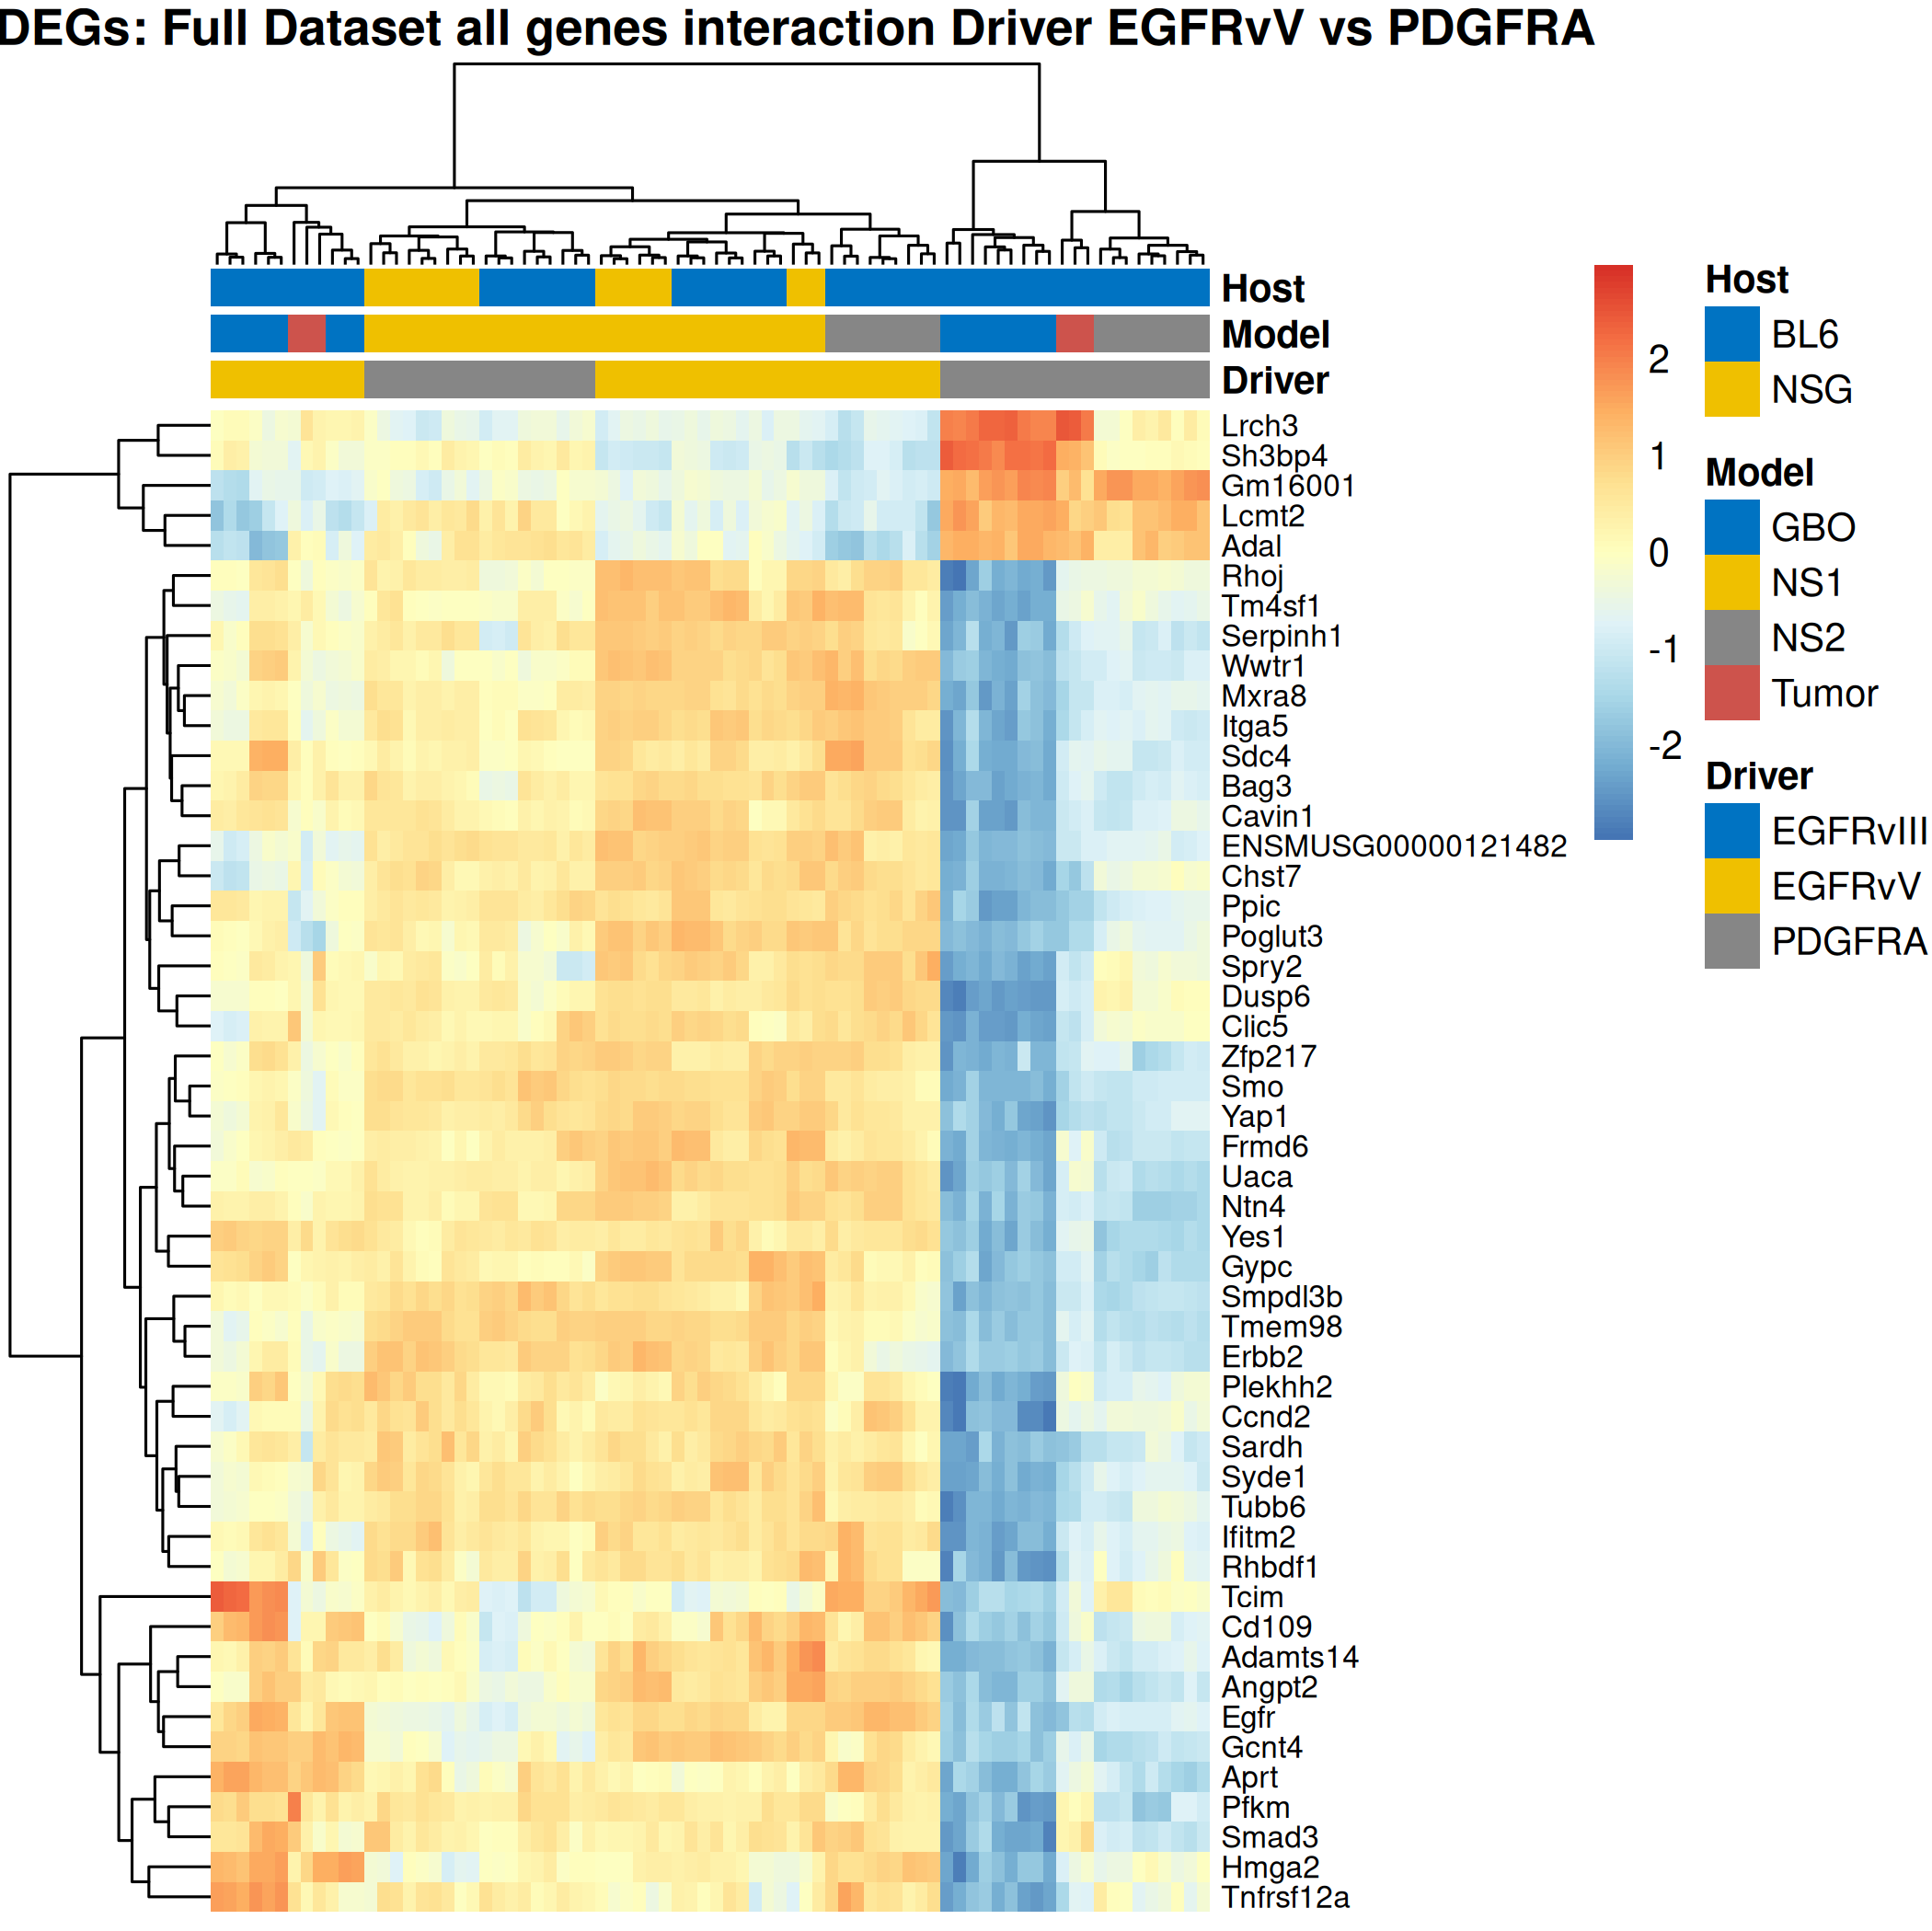 DEGs: Full Dataset all genes interaction Driver EGFRvV vs PDGFRA
Host
Model
Driver
Lrch3
Sh3bp4
Gm16001
Lcmt2
Adal
Rhoj
Tm4sf1
Serpinh1
Wwtr1
Mxra8
Itga5
Sdc4
Bag3
Cavin1
ENSMUSG00000121482
Chst7
Ppic
Poglut3
Spry2
Dusp6
Clic5
Zfp217
Smo
Yap1
Frmd6
Uaca
Ntn4
Yes1
Gypc
Smpdl3b
Tmem98
Erbb2
Plekhh2
Ccnd2
Sardh
Syde1
Tubb6
Ifitm2
Rhbdf1
Tcim
Cd109
Adamts14
Angpt2
Egfr
Gcnt4
Aprt
Pfkm
Smad3
Hmga2
Tnfrsf12a
2
1
0
-1
-2
Host
BL6
NSG
Model
GBO
NS1
NS2
Tumor
Driver
EGFRvIII
EGFRvV
PDGFRA